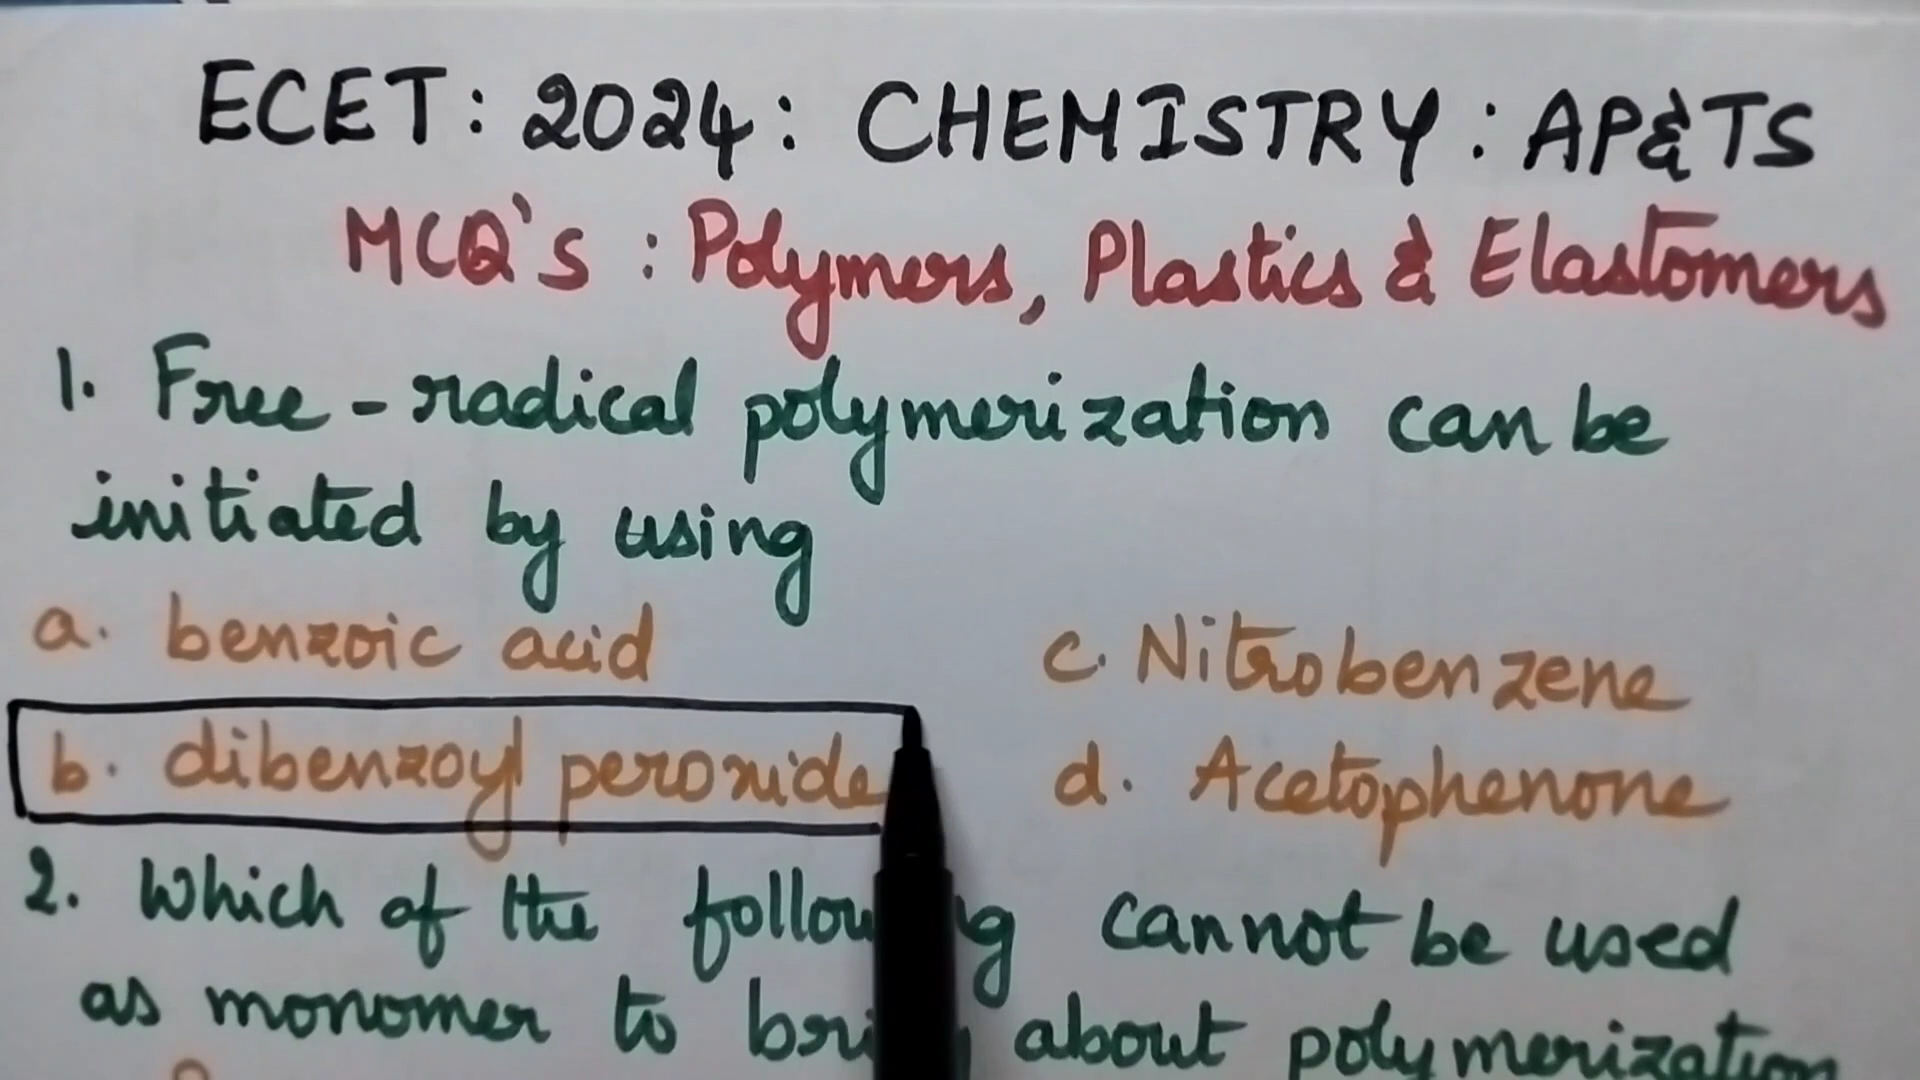 ECET: 2024: CHEMISTRY: AP&TS
MCQ's: Polymers, Plastics & Elastomers
1. Free-radical polymerization can be
initiated by using
a. benzoic acid
c. Nitrobenzene
b. dibenzoyl peroxide
d. Acetophenone
2. Which of the cannot be used
as monomer to about polymerization